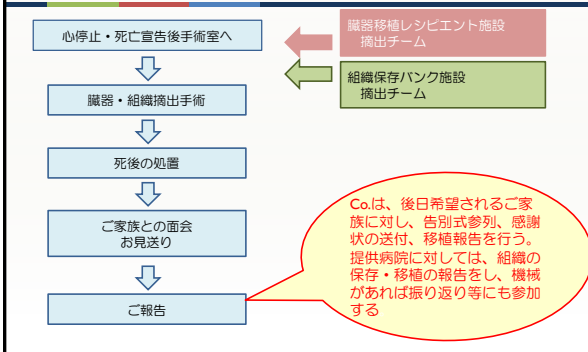 心停止・死亡宣告後手術室へ
臓器移植レシピエント施設
摘出チーム
組織保存バンク施設
摘出チーム
臓器・組織摘出手術
死後の処置
ご家族との面会
お見送り
ご報告
Co.は、後日希望されるご家
族に対し、告別式参列、感謝
状の送付、移植報告を行う。
提供病院に対しては、組織の
保存・移植の報告をし、機械
があれば振り返り等にも参加
する